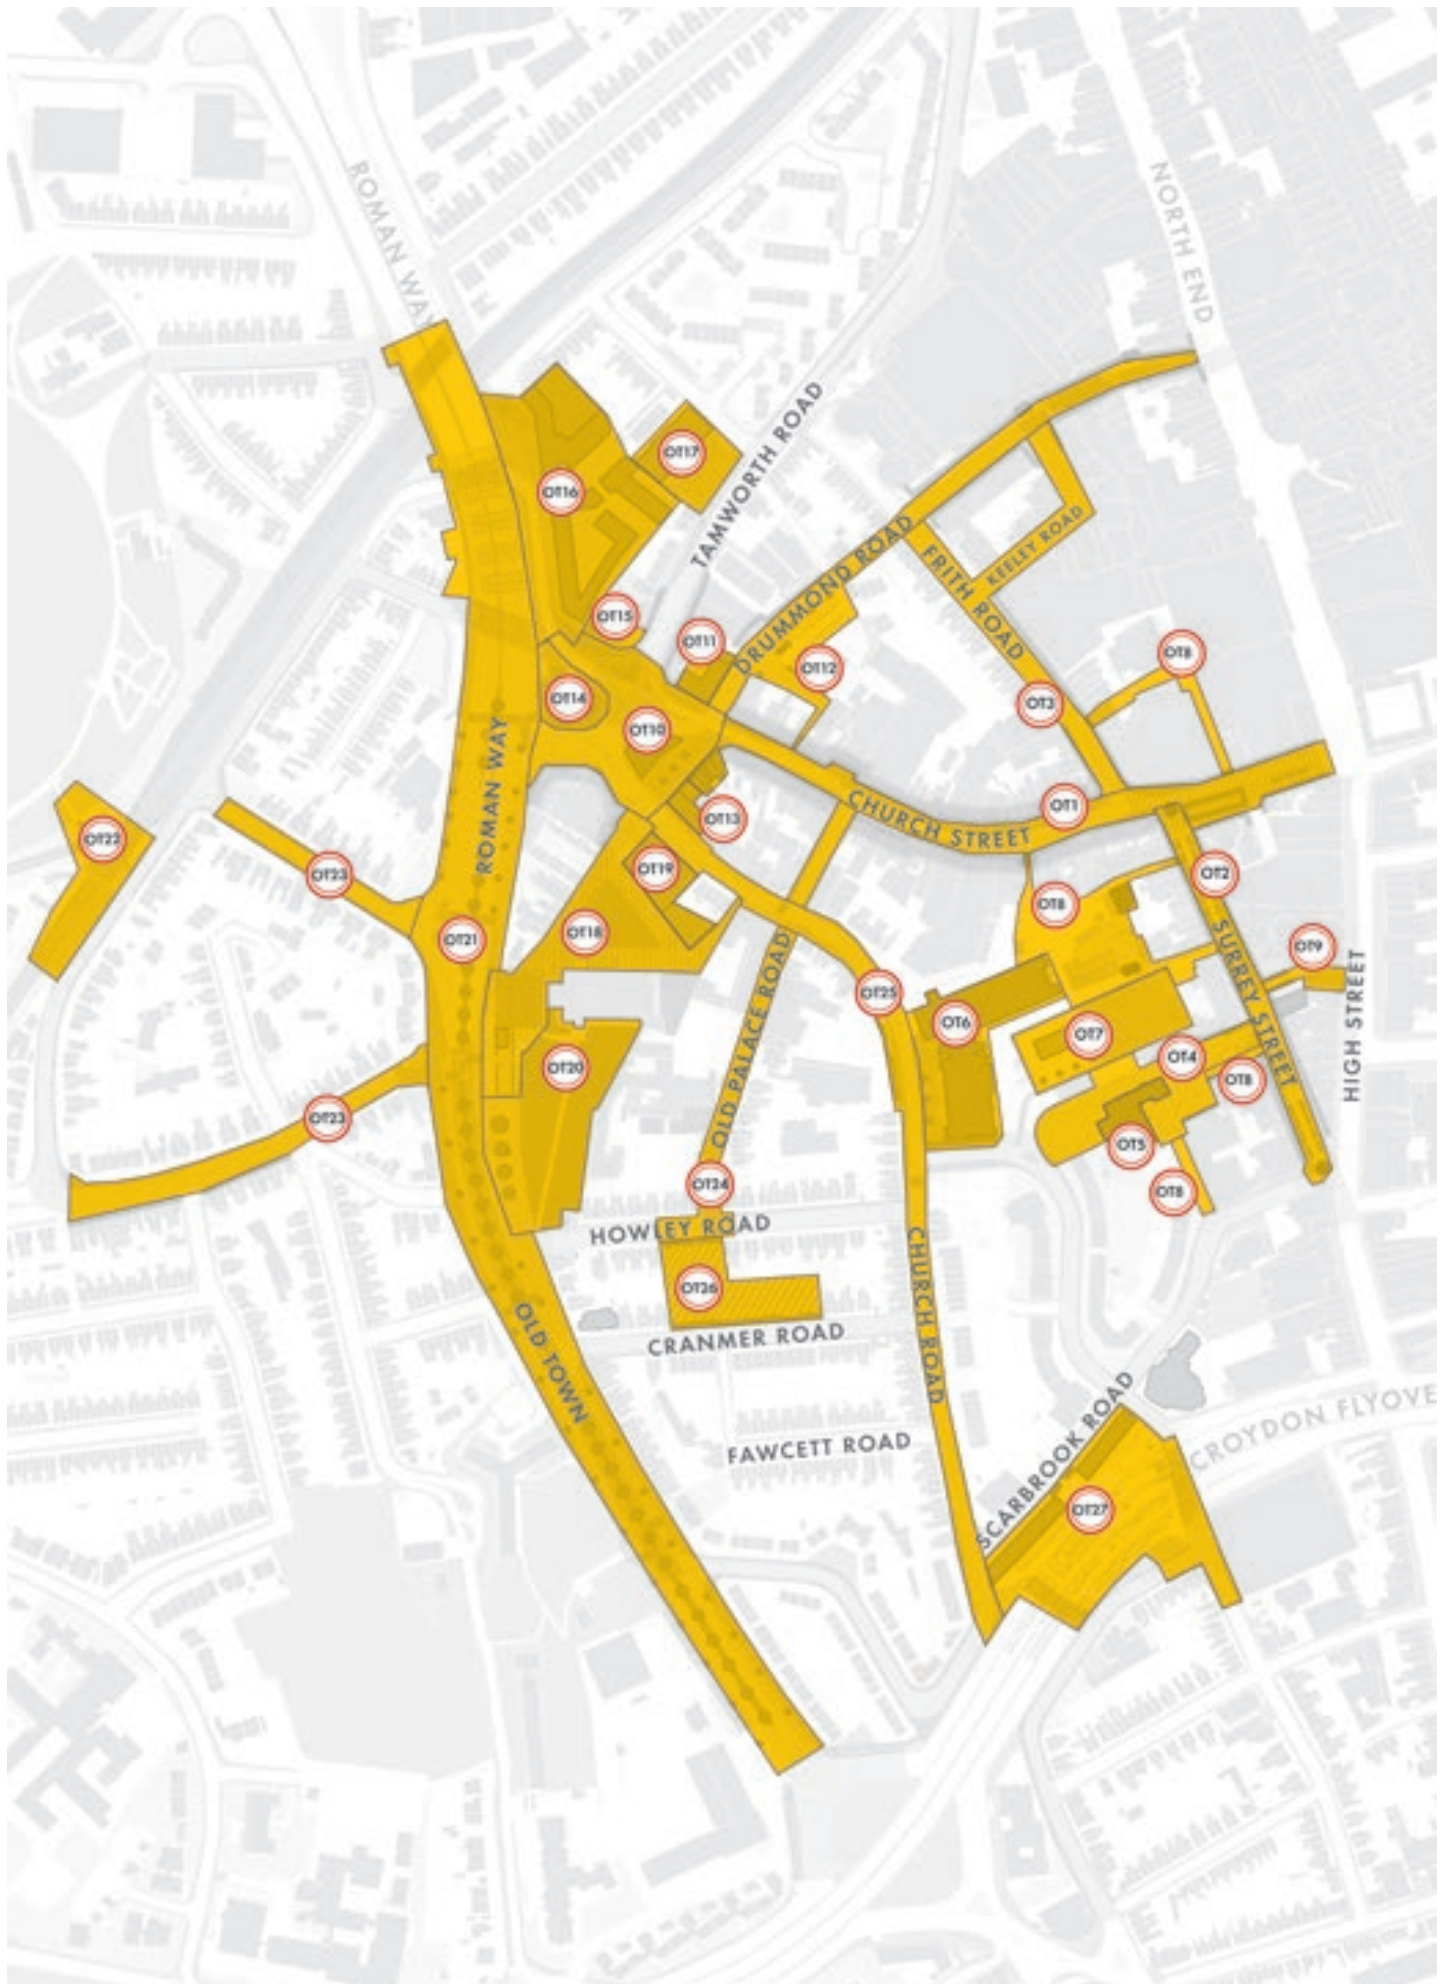 ROMAN WAY
NORTH END
TAMWORTH ROAD
OT17
OT16
DRUMMOND ROAD
FRITH ROAD
KEELEY ROAD
OT15
OT11
OT12
OT8
OT14
OT3
OT10
ROMAN WAY
OT1
CHURCH STREET
OT13
OT22
OT23
OT19
OT2
OT8
OT18
OT21
SURREY STREET
OT9
HIGH STREET
OLD PALACE ROAD
OT25
OT6
OT7
OT4
OT20
OT8
OT23
OT5
OT24
OT8
HOWLEY ROAD
CHURCH ROAD
OT26
CRANMER ROAD
OLD TOWN
FAWCETT ROAD
SCARBROOK ROAD
CROYDON FLYOVE
OT27